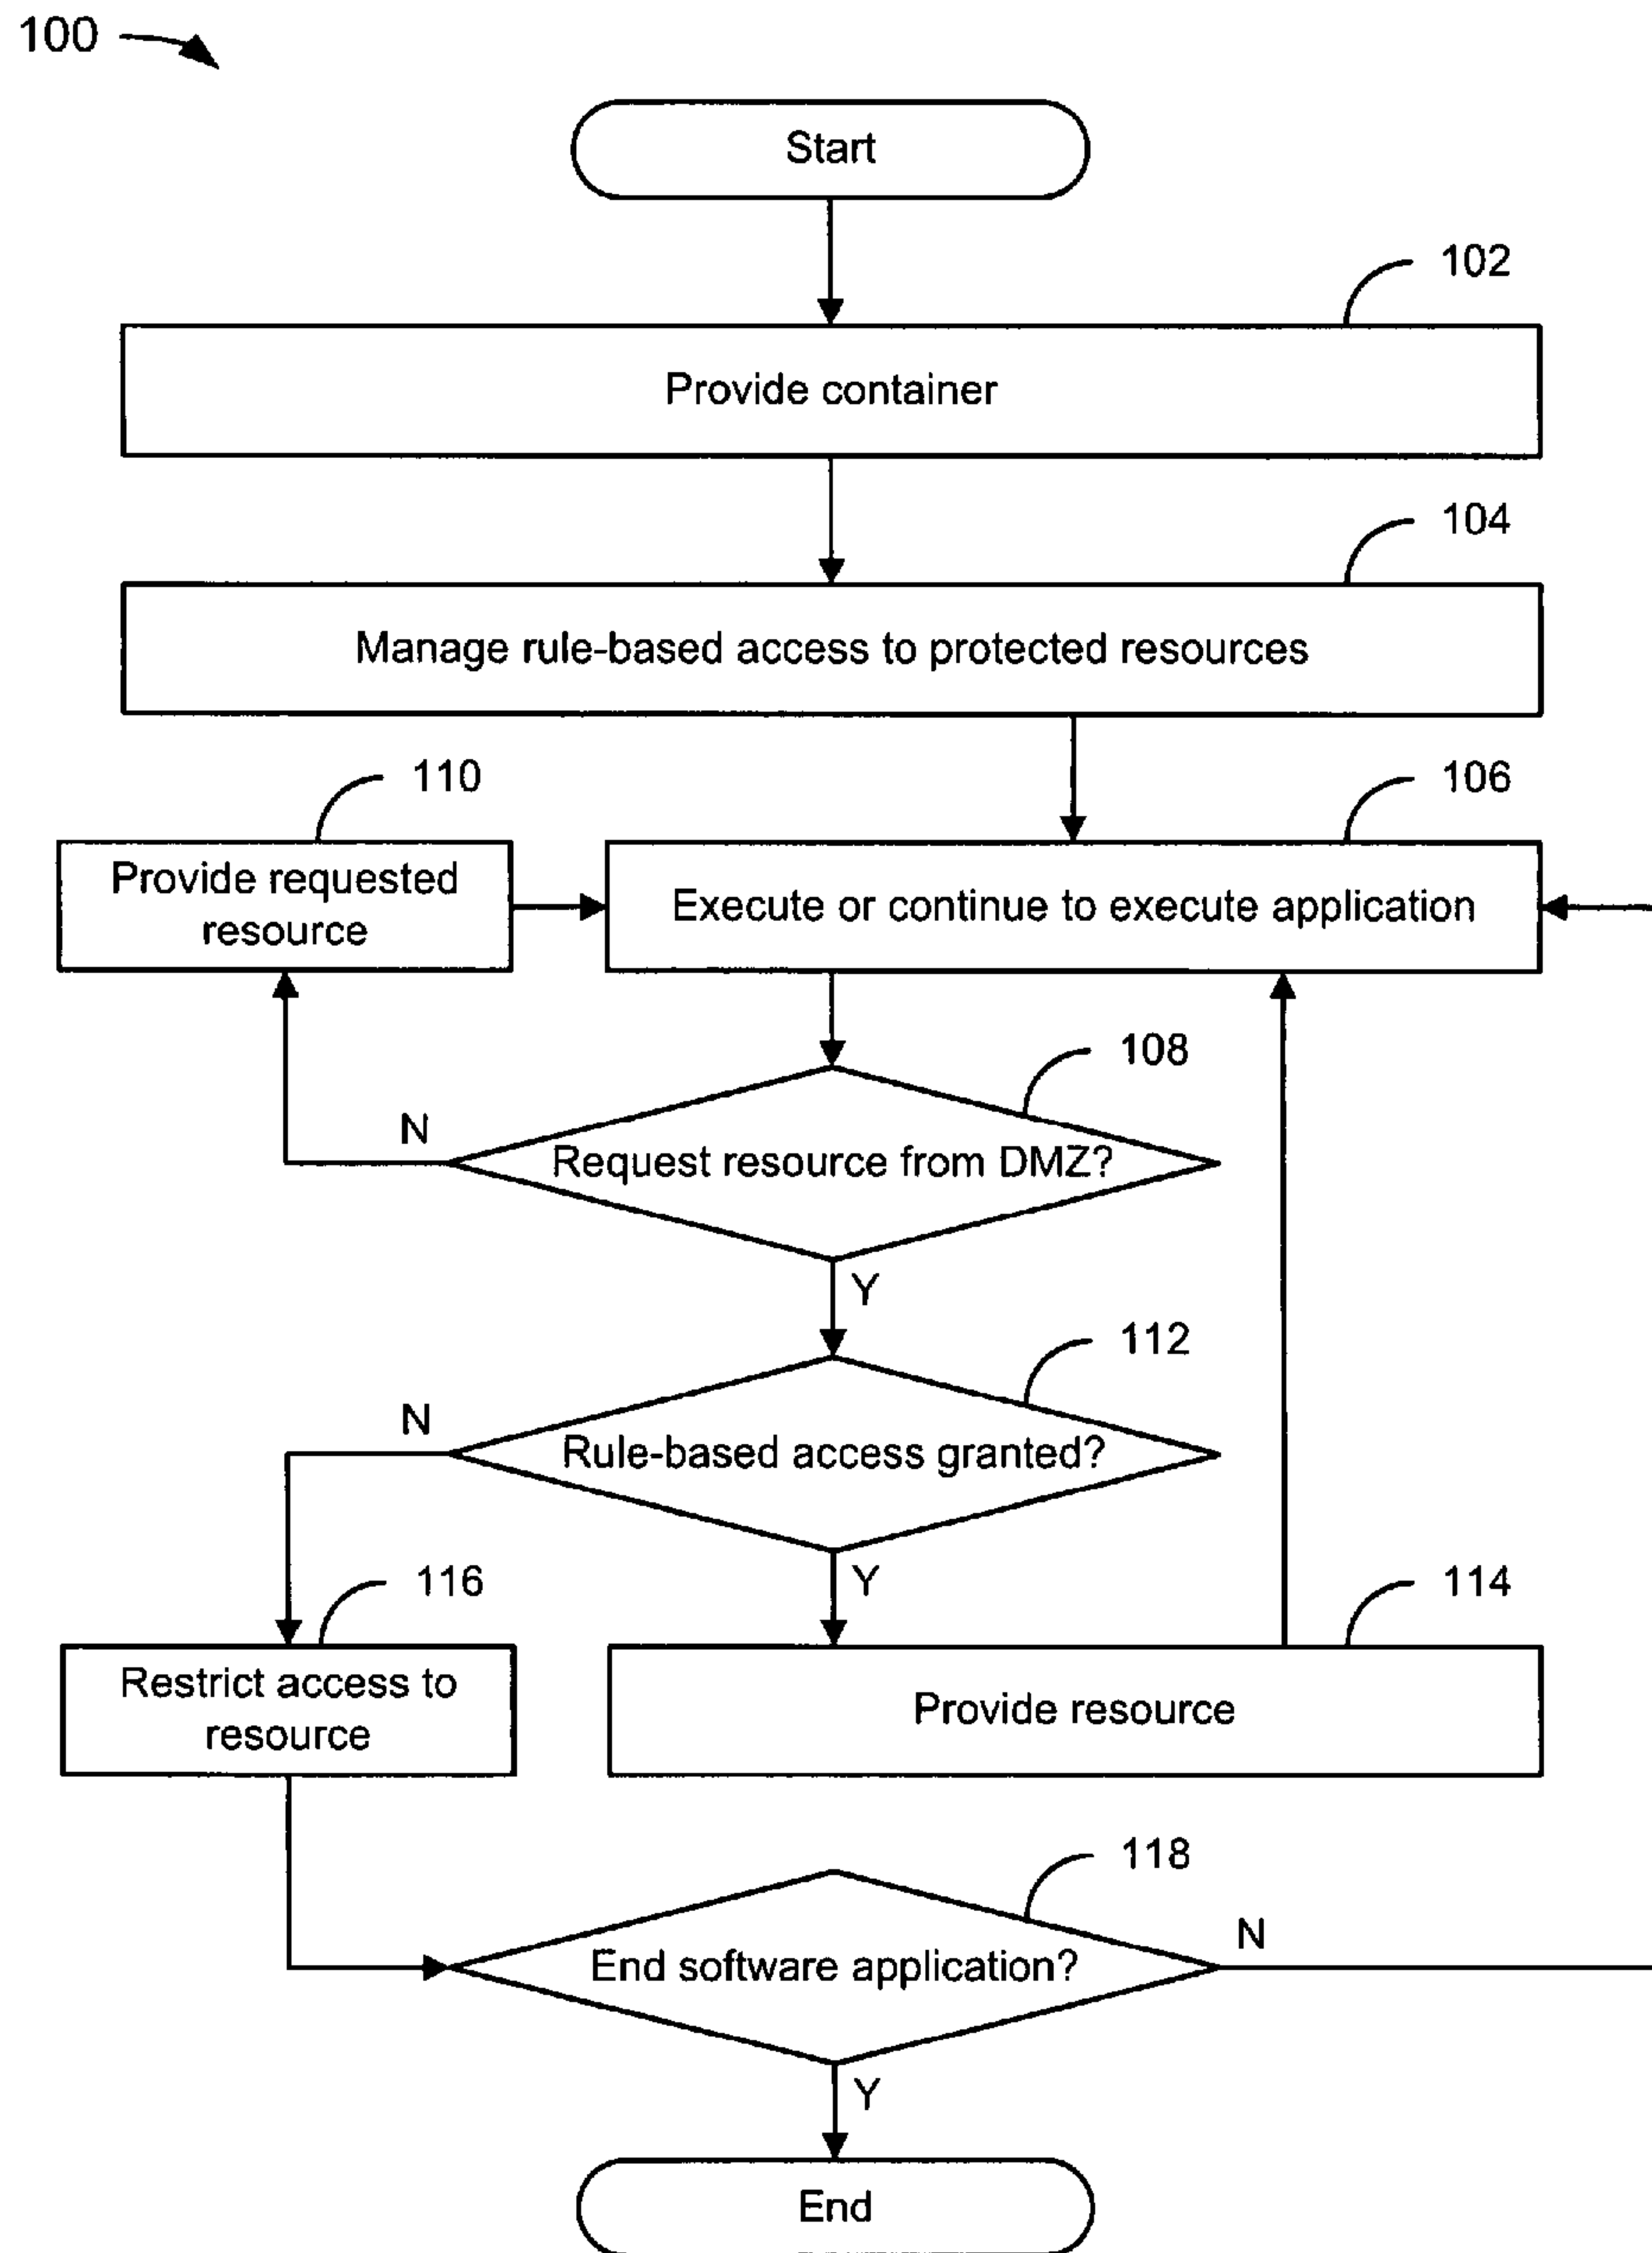 100
Start
102
Provide container
104
Manage rule-based access to protected resources
110
106
Provide requested
resource
Execute or continue to execute application
108
N
Request resource from DMZ?
Y
112
N
Rule-based access granted?
Y
116
114
Restrict access to
resource
Provide resource
118
N
End software application?
Y
End